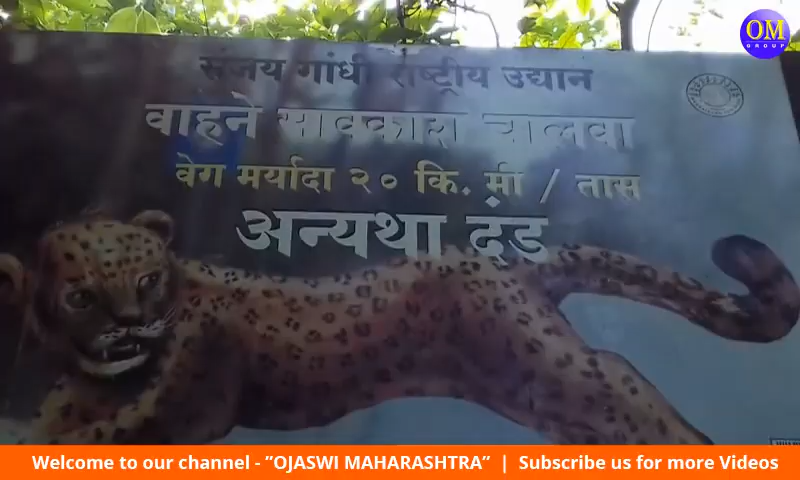 संजय गांधी राष्ट्रीय उद्यान
वाहने सावकाश चालवा
वेग मर्यादा २० कि. मी / तास
अन्यथा दंड
OM
GROUP
Welcome to our channel - "OJASWI MAHARASHTRA" | Subscribe us for more Videos